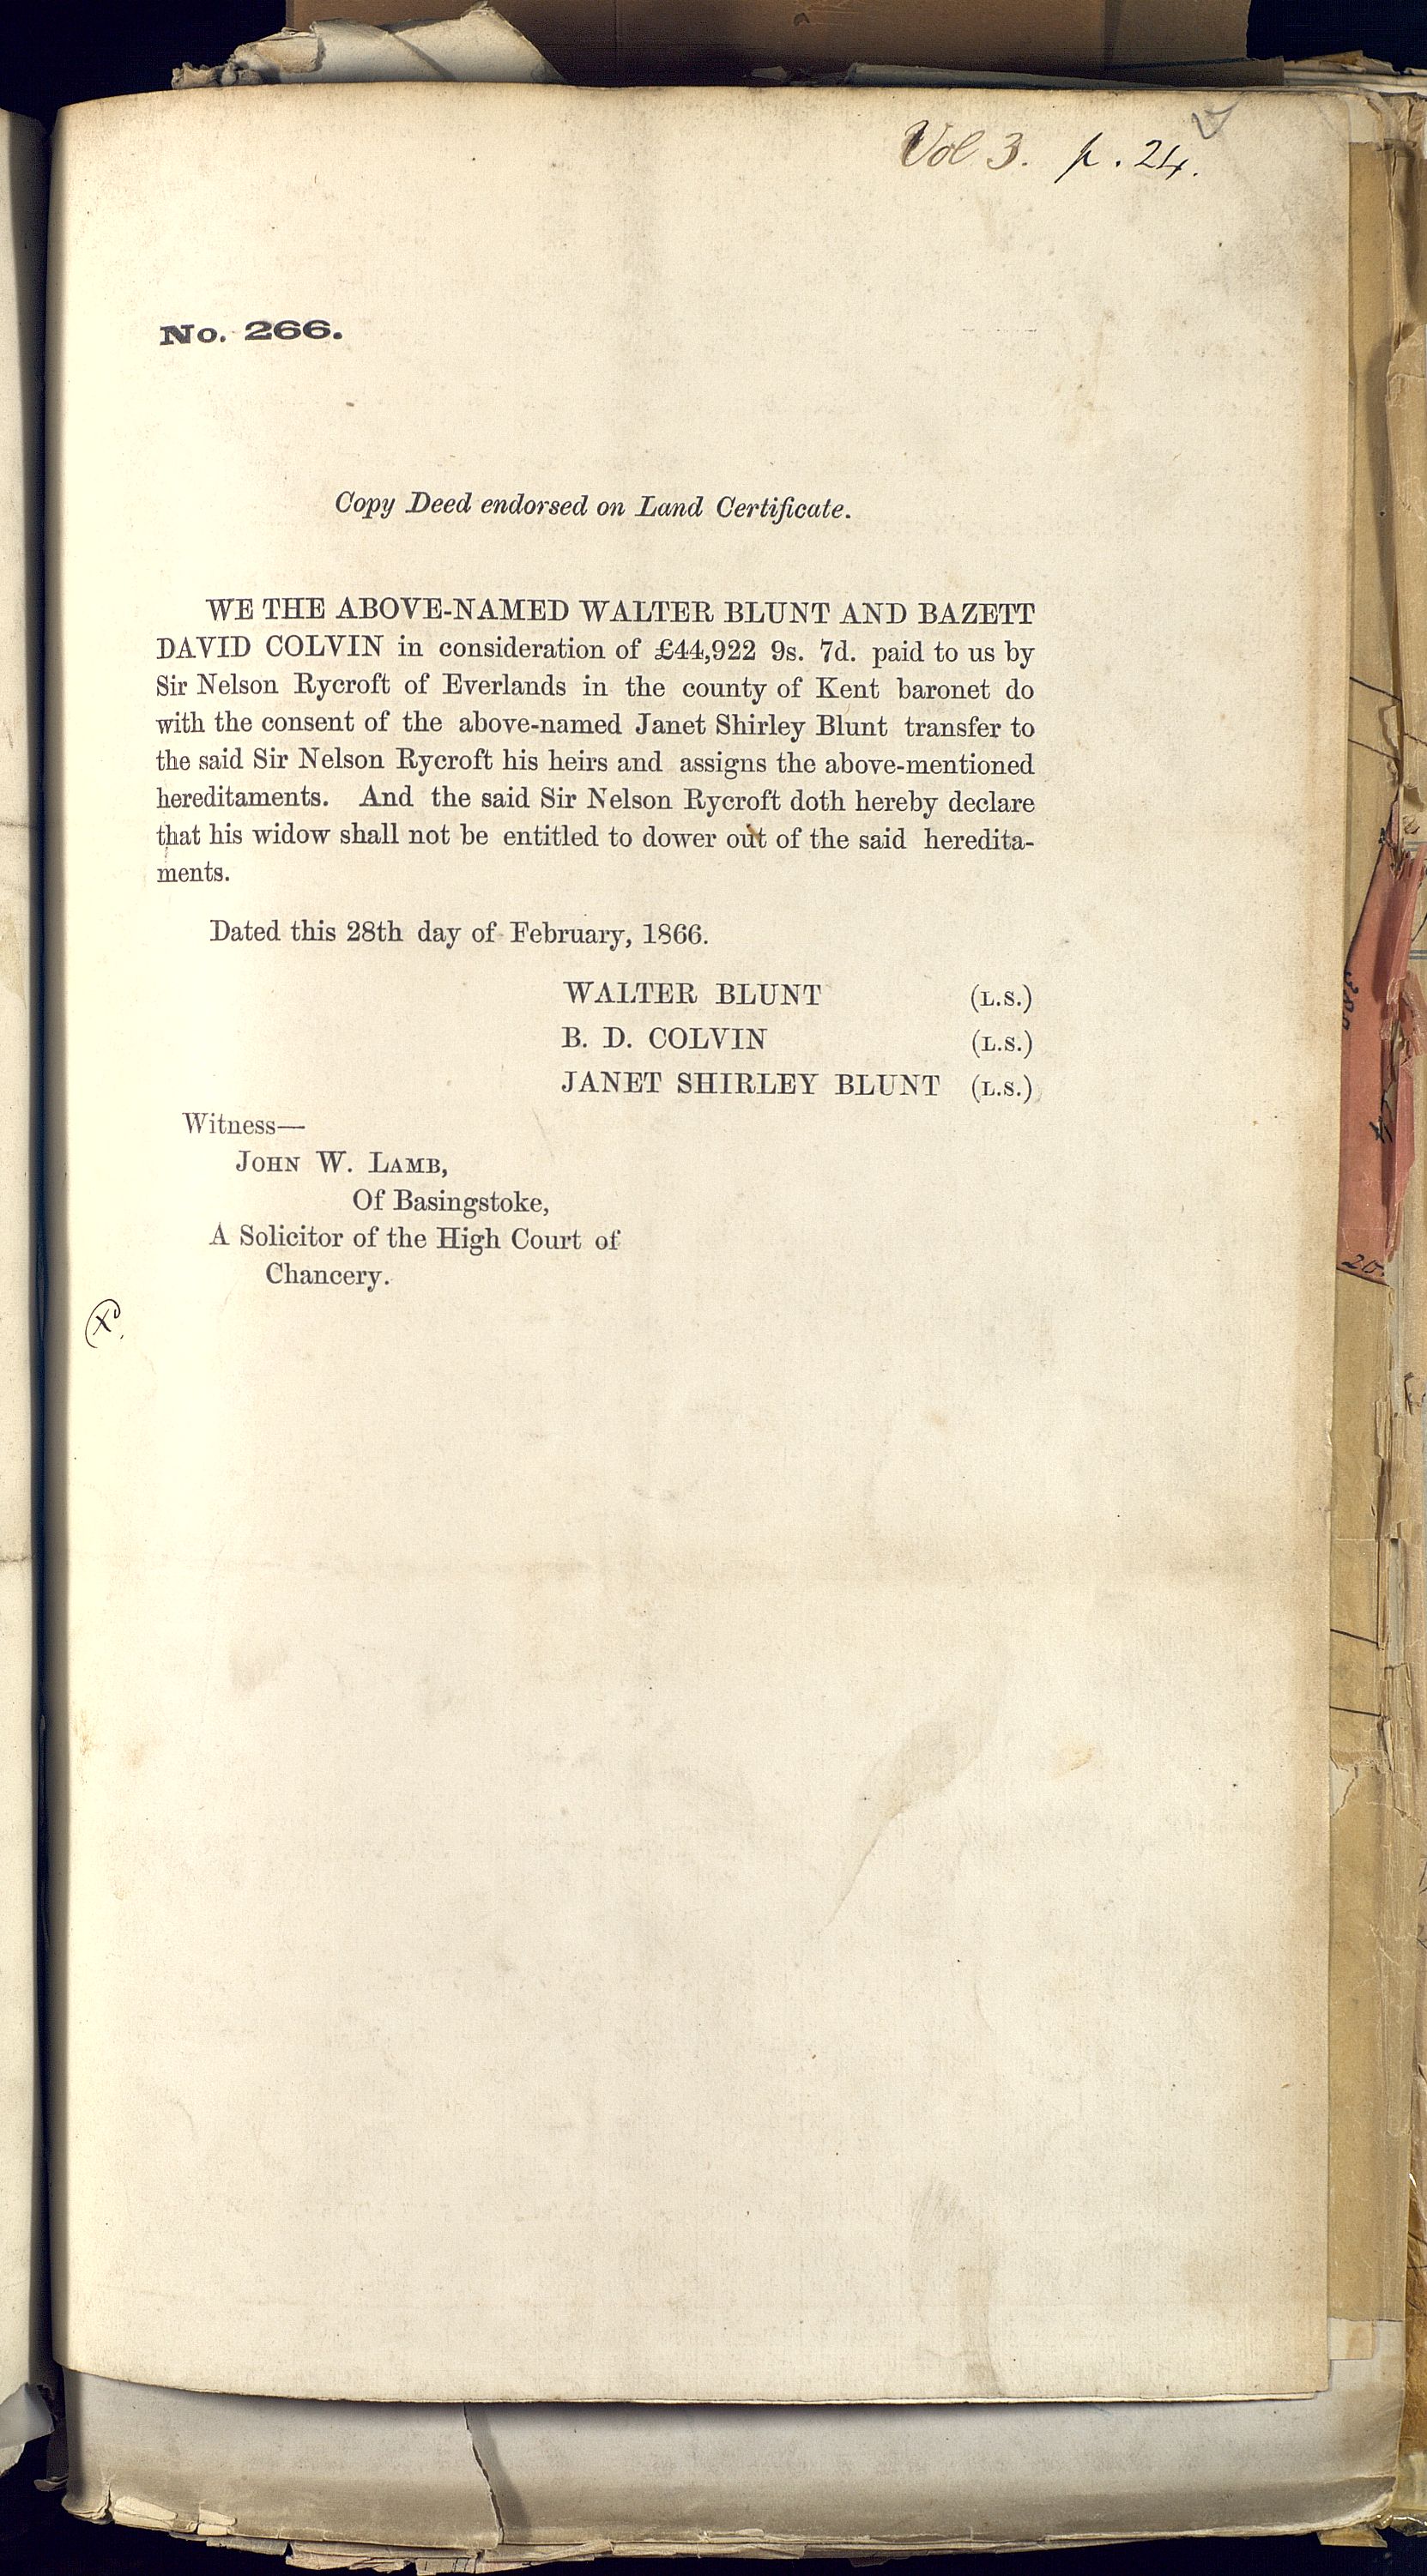 Vol 3. p. 24.
No. 266.
Copy Deed endorsed on Land Certificate.
WE THE ABOVE-NAMED WALTER BLUNT AND BAZETT
DAVID COLVIN in consideration of £44,922 9s. 7d. paid to us by
Sir Nelson Rycroft of Everlands in the county of Kent baronet do
with the consent of the above-named Janet Shirley Blunt transfer to
the said Sir Nelson Rycroft his heirs and assigns the above-mentioned
hereditaments. And the said Sir Nelson Rycroft doth hereby declare
that his widow shall not be entitled to dower out of the said heredita-
ments.
Dated this 28th day of February, 1866.
WALTER BLUNT (L.S.)
B. D. COLVIN (L.S.)
JANET SHIRLEY BLUNT (L.S.)
Witness—
JOHN W. LAMB,
Of Basingstoke,
A Solicitor of the High Court of
Chancery.
20.